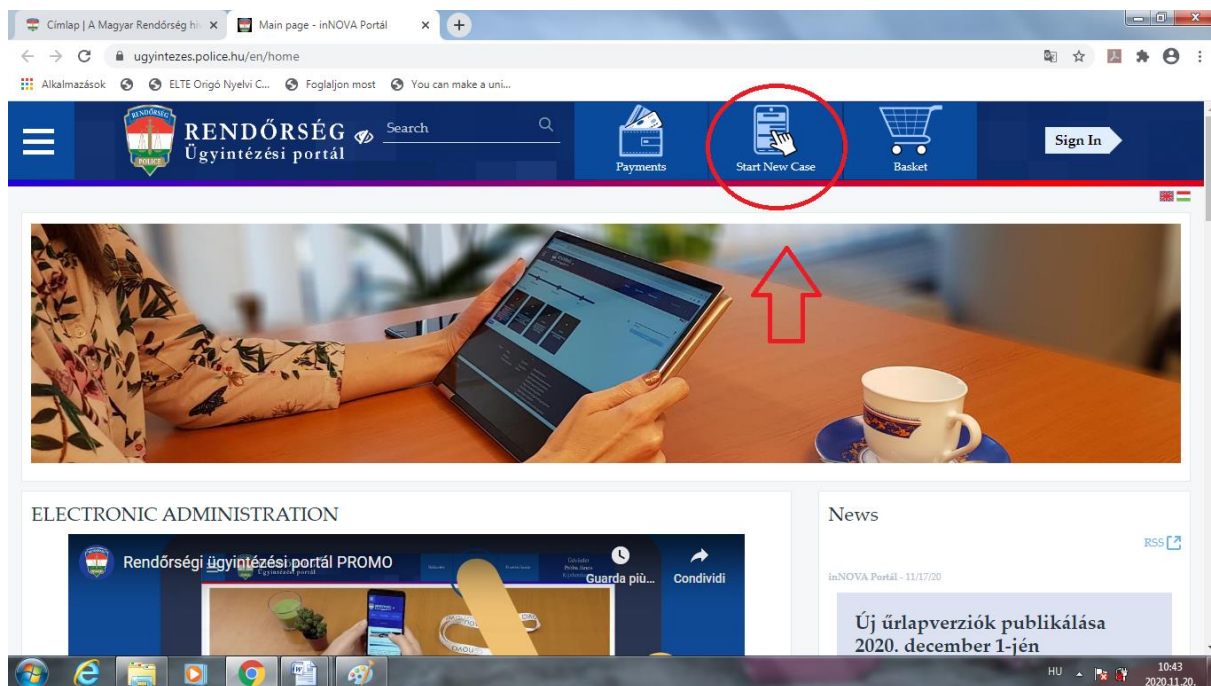 Címlap | A Magyar Rendőrség hi
Main page - inNOVA Portál
ugyintezes.police.hu/en/home
Alkalmazások
ELTE Origó Nyelvi C...
Foglaljon most
You can make a uni...
RENDŐRSÉG
POLICE
RENDŐRSÉG
Ügyintézési portál
Search
Payments
Start New Case
Basket
Sign In
ELECTRONIC ADMINISTRATION
Rendőrségi ügyintézési portál PROMO
Guarda più...
Condividi
News
RSS
inNOVA Portál - 11/17/20
Új űrlapverziók publikálása
2020. december 1-jén
HU
10:43
2020.11.20.